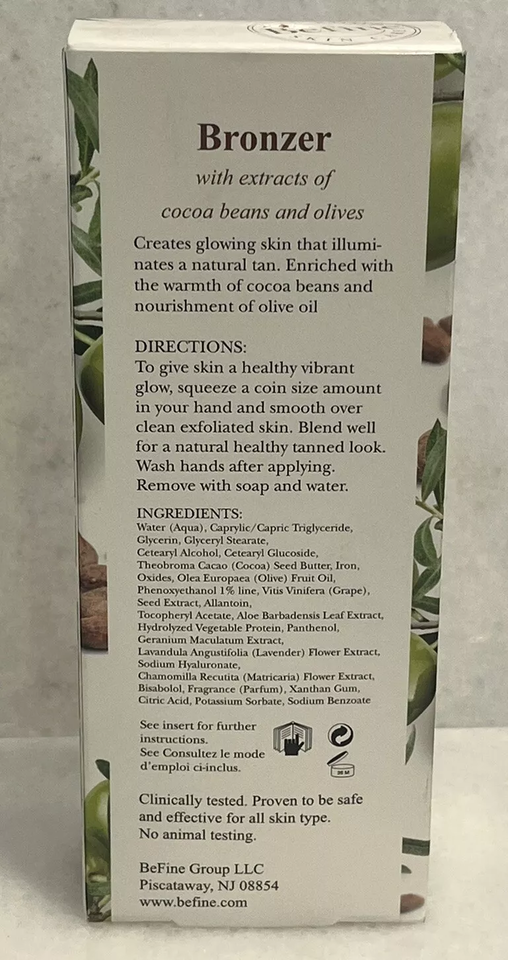 BeFine
SKIN CARE
Bronzer
with extracts of
cocoa beans and olives
Creates glowing skin that illumi-
nates a natural tan. Enriched with
the warmth of cocoa beans and
nourishment of olive oil
DIRECTIONS:
To give skin a healthy vibrant
glow, squeeze a coin size amount
in your hand and smooth over
clean exfoliated skin. Blend well
for a natural healthy tanned look.
Wash hands after applying.
Remove with soap and water.
INGREDIENTS:
Water (Aqua), Caprylic/Capric Triglyceride,
Glycerin, Glyceryl Stearate,
Cetearyl Alcohol, Cetearyl Glucoside,
Theobroma Cacao (Cocoa) Seed Butter, Iron,
Oxides, Olea Europaea (Olive) Fruit Oil,
Phenoxyethanol 1% line, Vitis Vinifera (Grape),
Seed Extract, Allantoin,
Tocopheryl Acetate, Aloe Barbadensis Leaf Extract,
Hydrolyzed Vegetable Protein, Panthenol,
Geranium Maculatum Extract,
Lavandula Angustifolia (Lavender) Flower Extract,
Sodium Hyaluronate,
Chamomilla Recutita (Matricaria) Flower Extract,
Bisabolol, Fragrance (Parfum), Xanthan Gum,
Citric Acid, Potassium Sorbate, Sodium Benzoate
See insert for further
instructions.
See Consultez le mode
d'emploi ci-inclus.
Clinically tested. Proven to be safe
and effective for all skin type.
No animal testing.
BeFine Group LLC
Piscataway, NJ 08854
www.befine.com